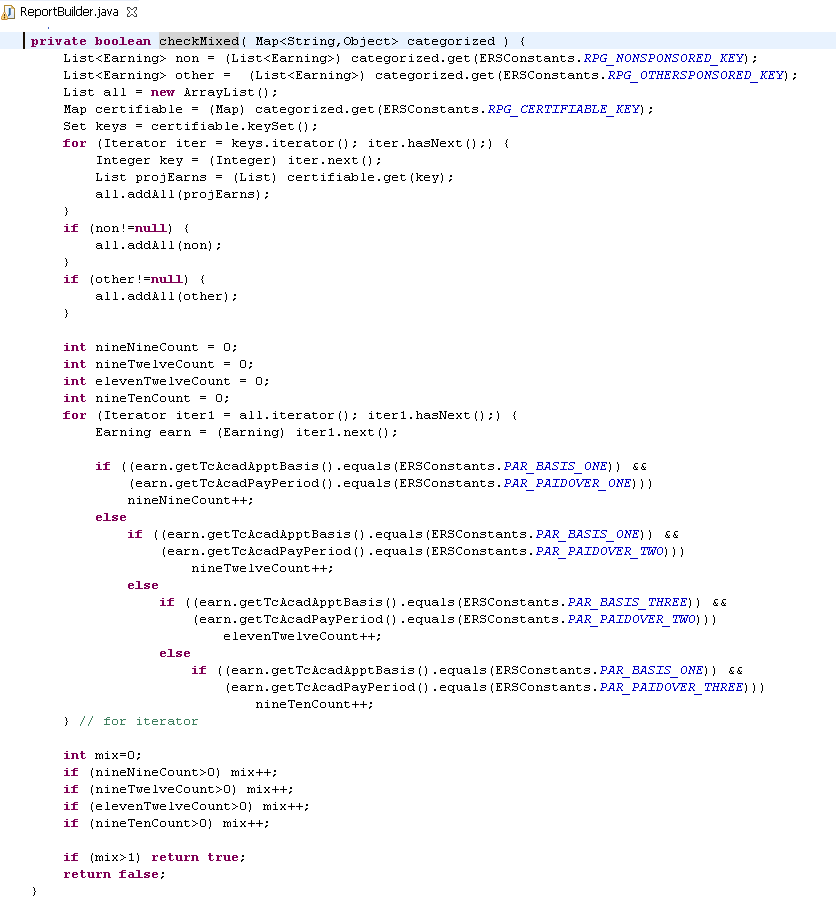 ReportBuilder.java
private boolean checkMixed( Map<String,Object> categorized ) {
List<Earning> non = (List<Earning>) categorized.get(ERSConstants.RPG_NONSPONSORED_KEY);
List<Earning> other =  (List<Earning>) categorized.get(ERSConstants.RPG_OTHERSPONSORED_KEY);
List all = new ArrayList();
Map certifiable = (Map) categorized.get(ERSConstants.RPG_CERTIFIABLE_KEY);
Set keys = certifiable.keySet();
for (Iterator iter = keys.iterator(); iter.hasNext();) {
Integer key = (Integer) iter.next();
List projEarns = (List) certifiable.get(key);
all.addAll(projEarns);
}
if (non!=null) {
all.addAll(non);
}
if (other!=null) {
all.addAll(other);
}
int nineNineCount = 0;
int nineTwelveCount = 0;
int elevenTwelveCount = 0;
int nineTenCount = 0;
for (Iterator iter1 = all.iterator(); iter1.hasNext();) {
Earning earn = (Earning) iter1.next();
if ((earn.getTcAcadApptBasis().equals(ERSConstants.PAR_BASIS_ONE)) &&
(earn.getTcAcadPayPeriod().equals(ERSConstants.PAR_PAIDOVER_ONE)))
nineNineCount++;
else
if ((earn.getTcAcadApptBasis().equals(ERSConstants.PAR_BASIS_ONE)) &&
(earn.getTcAcadPayPeriod().equals(ERSConstants.PAR_PAIDOVER_TWO)))
nineTwelveCount++;
else
if ((earn.getTcAcadApptBasis().equals(ERSConstants.PAR_BASIS_THREE)) &&
(earn.getTcAcadPayPeriod().equals(ERSConstants.PAR_PAIDOVER_TWO)))
elevenTwelveCount++;
else
if ((earn.getTcAcadApptBasis().equals(ERSConstants.PAR_BASIS_ONE)) &&
(earn.getTcAcadPayPeriod().equals(ERSConstants.PAR_PAIDOVER_THREE)))
nineTenCount++;
} // for iterator
int mix=0;
if (nineNineCount>0) mix++;
if (nineTwelveCount>0) mix++;
if (elevenTwelveCount>0) mix++;
if (nineTenCount>0) mix++;
if (mix>1) return true;
return false;
}